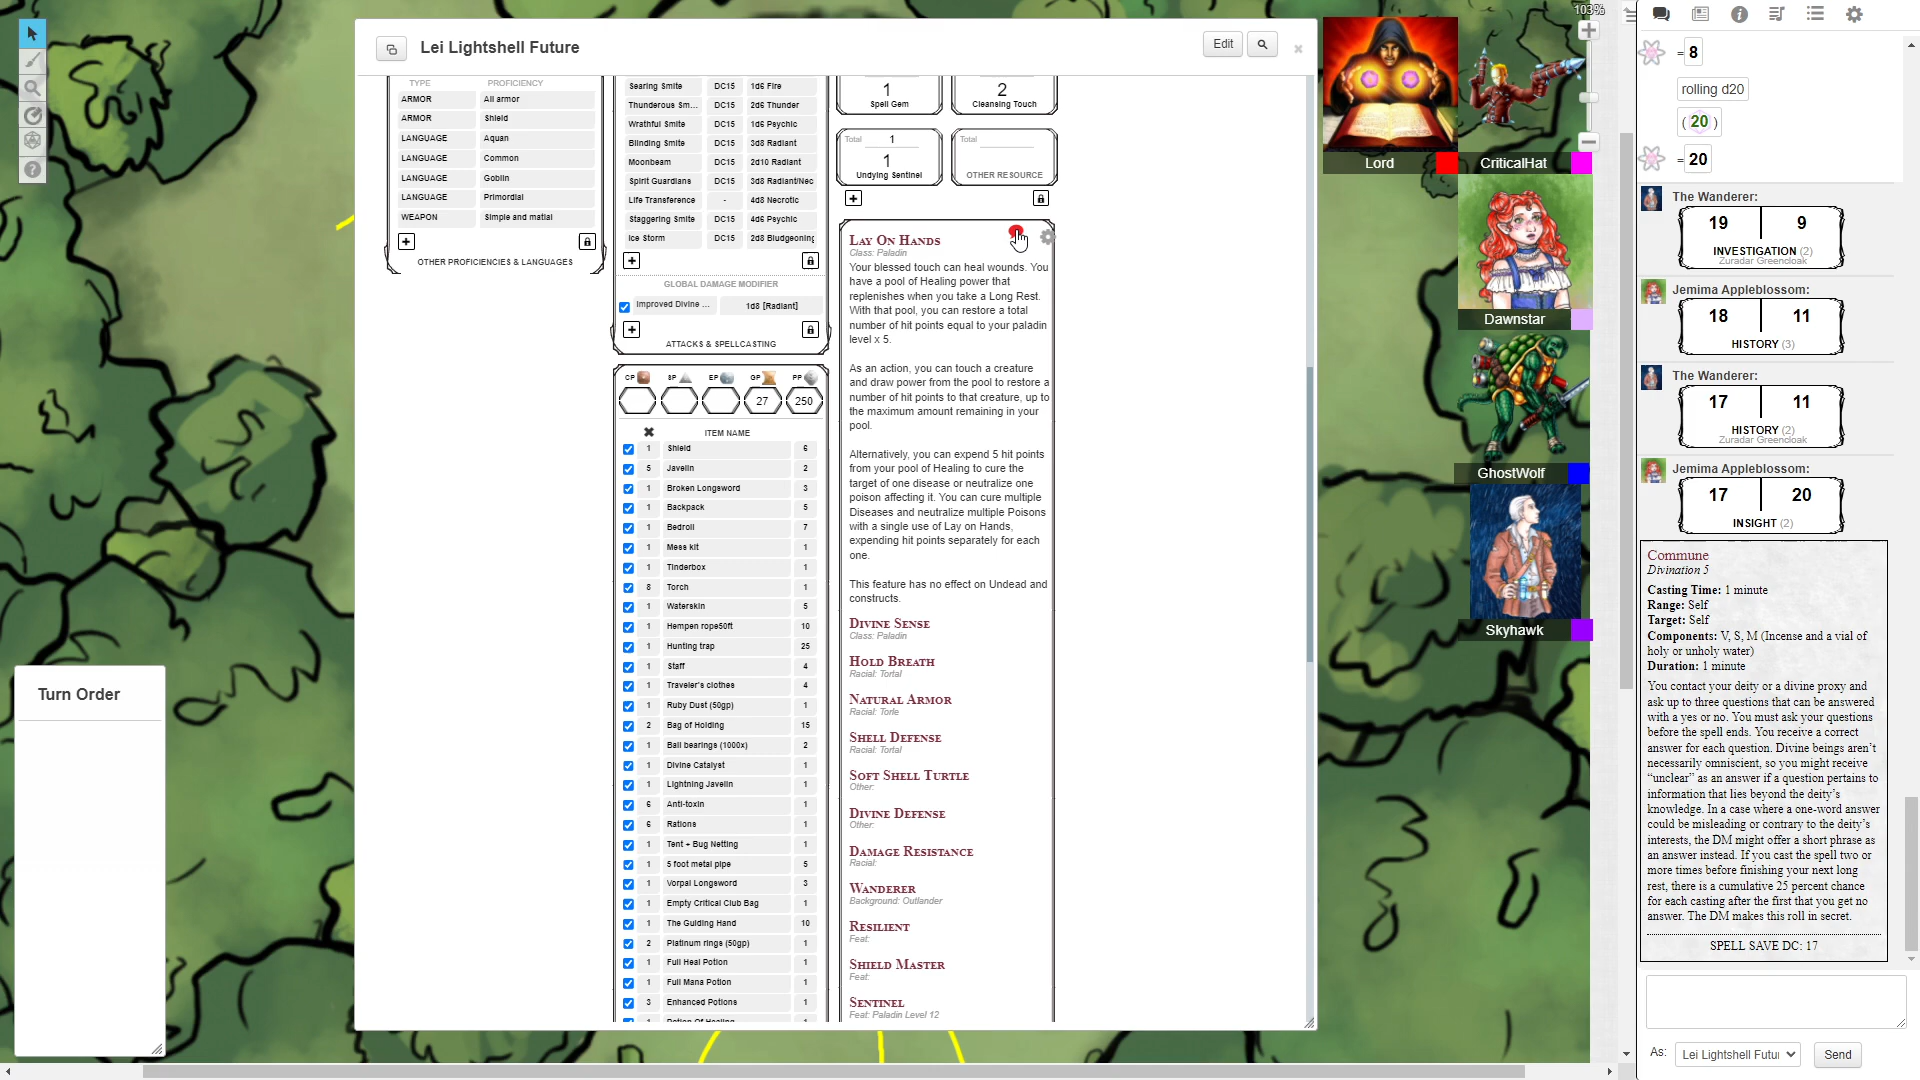 Lei Lightshell Future
Edit
103%
TYPE PROFICIENCY
ARMOR All armor
ARMOR Shield
LANGUAGE Aquan
LANGUAGE Common
LANGUAGE Goblin
LANGUAGE Primordial
WEAPON Simple and matial
OTHER PROFICIENCIES & LANGUAGES
Searing Smite DC15 1d6 Fire
Thunderous Sm... DC15 2d6 Thunder
Wrathful Smite DC15 1d6 Psychic
Blinding Smite DC15 3d8 Radiant
Moonbeam DC15 2d10 Radiant
Spirit Guardians DC15 3d8 Radiant/Nec
Life Transference - 4d8 Necrotic
Staggering Smite DC15 4d6 Psychic
Ice Storm DC15 2d8 Bludgeoning
GLOBAL DAMAGE MODIFIER
Improved Divine ... 1d8 [Radiant]
ATTACKS & SPELLCASTING
CP SP EP GP PP
27 250
ITEM NAME
1 Shield 6
5 Javelin 2
1 Broken Longsword 3
1 Backpack 5
1 Bedroll 7
1 Mess kit 1
1 Tinderbox 1
8 Torch 1
1 Waterskin 5
1 Hempen rope50ft 10
1 Hunting trap 25
1 Staff 4
1 Traveler's clothes 4
1 Ruby Dust (50gp) 1
2 Bag of Holding 15
1 Ball bearings (1000x) 2
1 Divine Catalyst 1
1 Lightning Javelin 1
6 Anti-toxin 1
6 Rations 1
1 Tent + Bug Netting 1
1 5 foot metal pipe 5
1 Vorpal Longsword 3
1 Empty Critical Club Bag 1
1 The Guiding Hand 10
2 Platinum rings (50gp) 1
1 Full Heal Potion 1
1 Full Mana Potion 1
3 Enhanced Potions 1
1
Spell Gem
2
Cleansing Touch
Total 1
1
Undying Sentinel
Total
OTHER RESOURCE
LAY ON HANDS
Class: Paladin
Your blessed touch can heal wounds. You
have a pool of Healing power that
replenishes when you take a Long Rest.
With that pool, you can restore a total
number of hit points equal to your paladin
level x 5.
As an action, you can touch a creature
and draw power from the pool to restore a
number of hit points to that creature, up to
the maximum amount remaining in your
pool.
Alternatively, you can expend 5 hit points
from your pool of Healing to cure the
target of one disease or neutralize one
poison affecting it. You can cure multiple
Diseases and neutralize multiple Poisons
with a single use of Lay on Hands,
expending hit points separately for each
one.
This feature has no effect on Undead and
constructs.
DIVINE SENSE
Class: Paladin
HOLD BREATH
Racial: Tortal
NATURAL ARMOR
Racial: Torle
SHELL DEFENSE
Racial: Tortal
SOFT SHELL TURTLE
Other:
DIVINE DEFENSE
Other:
DAMAGE RESISTANCE
Racial:
WANDERER
Background: Outlander
RESILIENT
Feat:
SHIELD MASTER
Feat:
SENTINEL
Feat: Paladin Level 12
Turn Order
Lord
CriticalHat
Dawnstar
GhostWolf
Skyhawk
= 8
rolling d20
( 20 )
= 20
The Wanderer:
19 9
INVESTIGATION (2)
Zuradar Greencloak
Jemima Appleblossom:
18 11
HISTORY (3)
The Wanderer:
17 11
HISTORY (2)
Zuradar Greencloak
Jemima Appleblossom:
17 20
INSIGHT (2)
Commune
Divination 5
Casting Time: 1 minute
Range: Self
Target: Self
Components: V, S, M (Incense and a vial of
holy or unholy water)
Duration: 1 minute
You contact your deity or a divine proxy and
ask up to three questions that can be answered
with a yes or no. You must ask your questions
before the spell ends. You receive a correct
answer for each question. Divine beings aren't
necessarily omniscient, so you might receive
“unclear” as an answer if a question pertains to
information that lies beyond the deity's
knowledge. In a case where a one-word answer
could be misleading or contrary to the deity's
interests, the DM might offer a short phrase as
an answer instead. If you cast the spell two or
more times before finishing your next long
rest, there is a cumulative 25 percent chance
for each casting after the first that you get no
answer. The DM makes this roll in secret.
SPELL SAVE DC: 17
As: Lei Lightshell Futu
Send